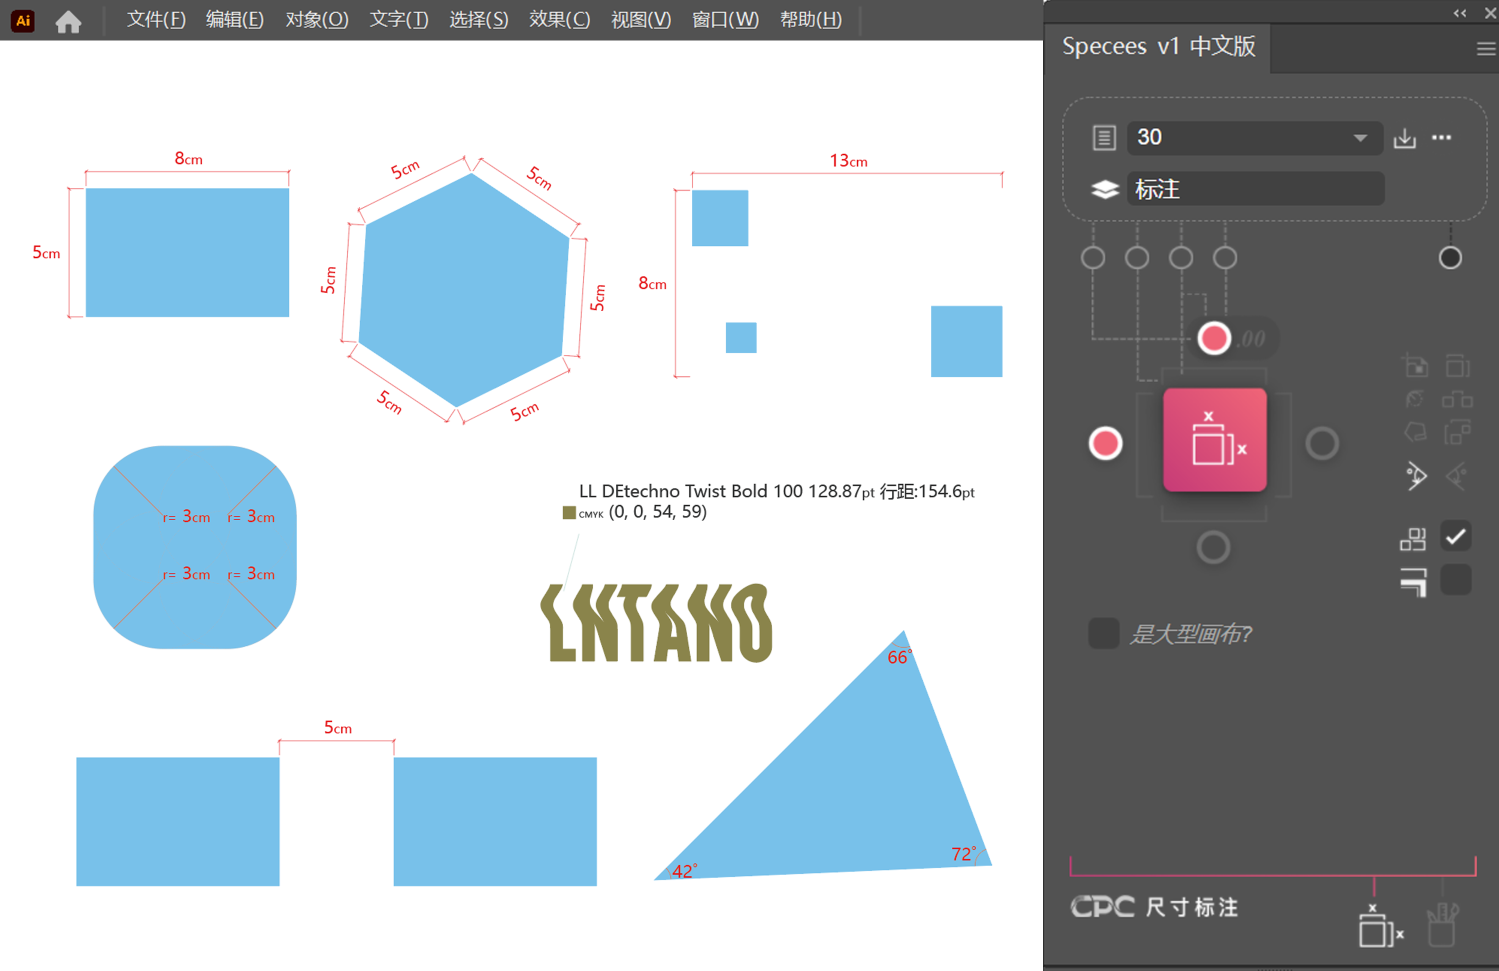 Ai 文件(F) 编辑(E) 对象(O) 文字(T) 选择(S) 效果(C) 视图(V) 窗口(W) 帮助(H)
Specees v1 中文版
30
标注
.00
x
x
是大型画布?
CPC 尺寸标注
x
x
8cm
5cm
5cm
5cm
5cm
5cm
5cm
5cm
13cm
8cm
r= 3cm
r= 3cm
r= 3cm
r= 3cm
LL DEtechno Twist Bold 100 128.87pt 行距:154.6pt
CMYK (0, 0, 54, 59)
LNTANO
5cm
66°
42°
72°